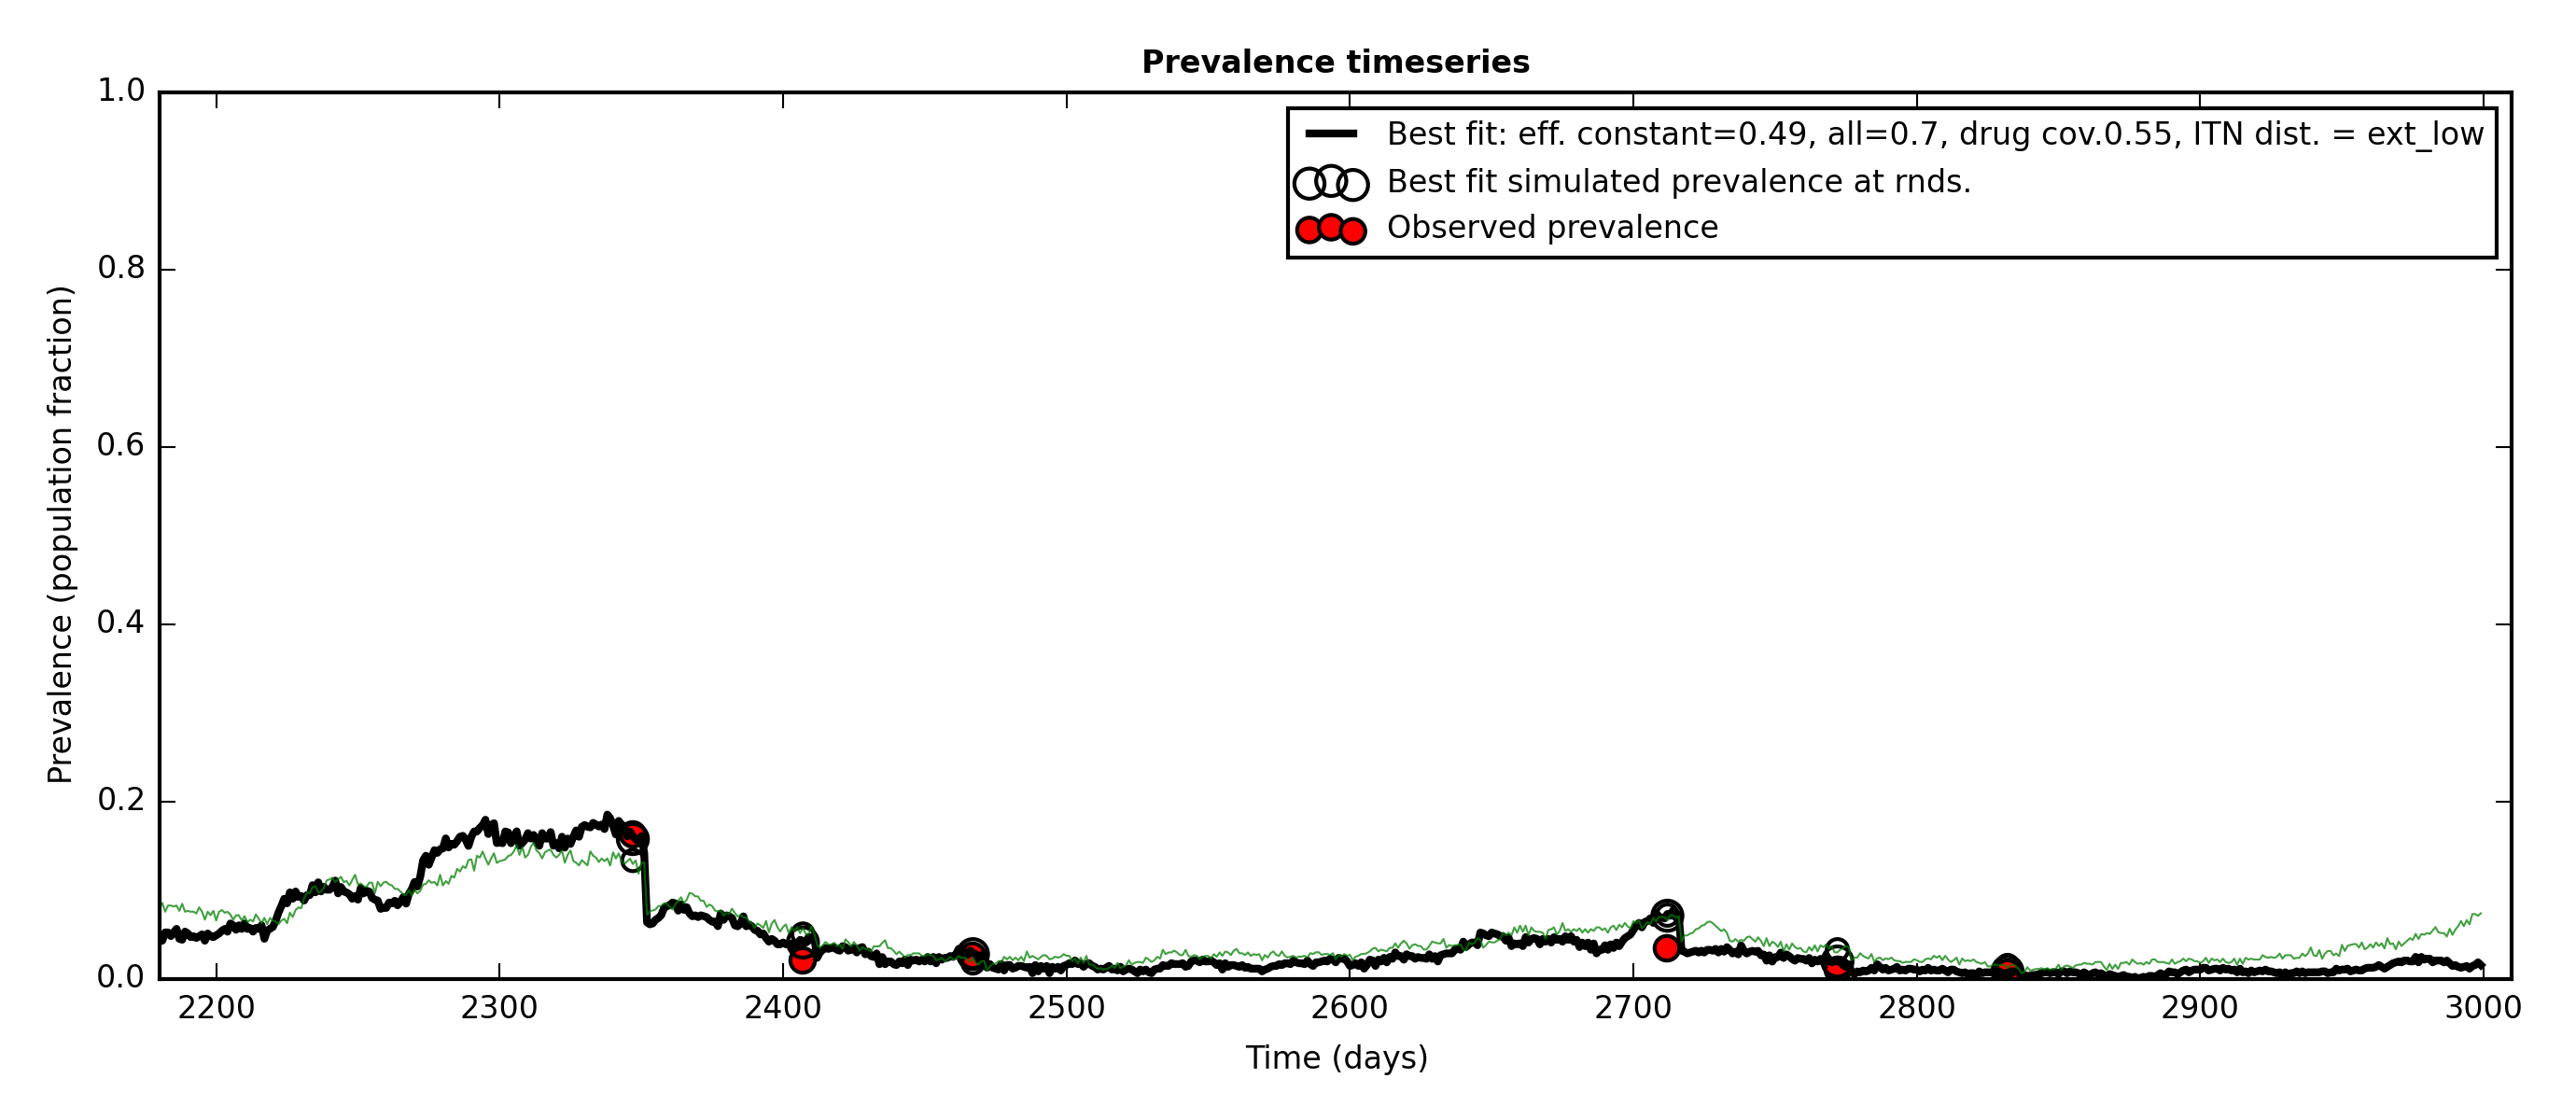 Prevalence timeseries
1.0
0.8
0.6
0.4
0.2
0.0
Prevalence (population fraction)
Best fit: eff. constant=0.49, all=0.7, drug cov.0.55, ITN dist. = ext_low
Best fit simulated prevalence at rnds.
Observed prevalence
2200 2300 2400 2500 2600 2700 2800 2900 3000
Time (days)